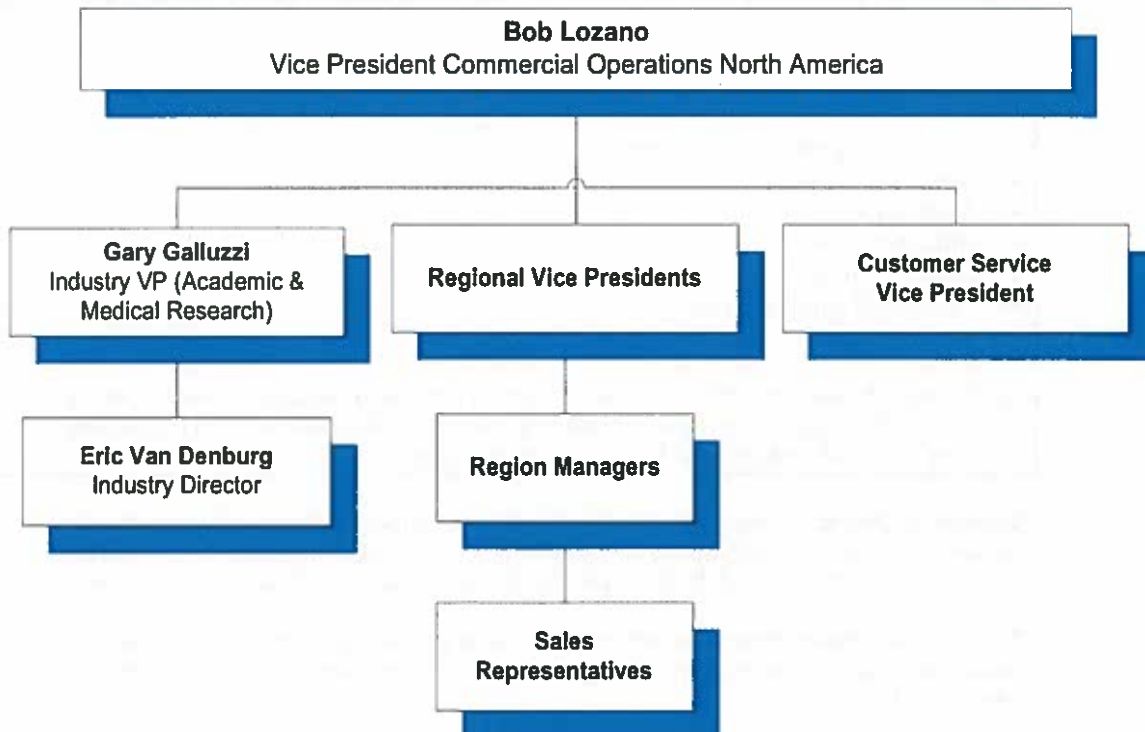 Bob Lozano
Vice President Commercial Operations North America
Gary Galluzzi
Industry VP (Academic &
Medical Research)
Regional Vice Presidents
Customer Service
Vice President
Eric Van Denburg
Industry Director
Region Managers
Sales
Representatives